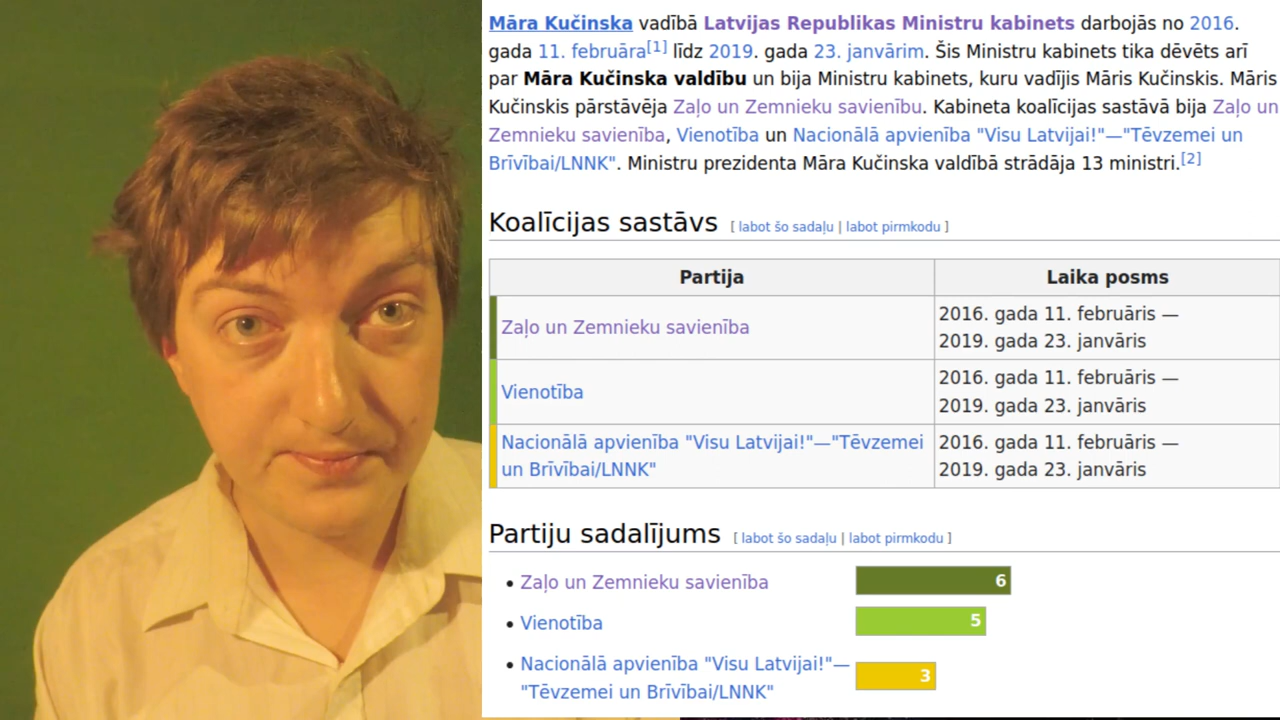 Māra Kučinska vadībā Latvijas Republikas Ministru kabinets darbojās no 2016.
gada 11. februāra[1] līdz 2019. gada 23. janvārim. Šis Ministru kabinets tika dēvēts arī
par Māra Kučinska valdību un bija Ministru kabinets, kuru vadījis Māris Kučinskis. Māris
Kučinskis pārstāvēja Zaļo un Zemnieku savienību. Kabineta koalīcijas sastāvā bija Zaļo un
Zemnieku savienība, Vienotība un Nacionālā apvienība "Visu Latvijai!"—"Tēvzemei un
Brīvībai/LNNK". Ministru prezidenta Māra Kučinska valdībā strādāja 13 ministri.[2]
Koalīcijas sastāvs [ labot šo sadaļu | labot pirmkodu ]
Partija Laika posms
Zaļo un Zemnieku savienība 2016. gada 11. februāris —
2019. gada 23. janvāris
Vienotība 2016. gada 11. februāris —
2019. gada 23. janvāris
Nacionālā apvienība "Visu Latvijai!"—"Tēvzemei 2016. gada 11. februāris —
un Brīvībai/LNNK" 2019. gada 23. janvāris
Partiju sadalījums [ labot šo sadaļu | labot pirmkodu ]
• Zaļo un Zemnieku savienība 6
• Vienotība 5
• Nacionālā apvienība "Visu Latvijai!"— 3
"Tēvzemei un Brīvībai/LNNK"